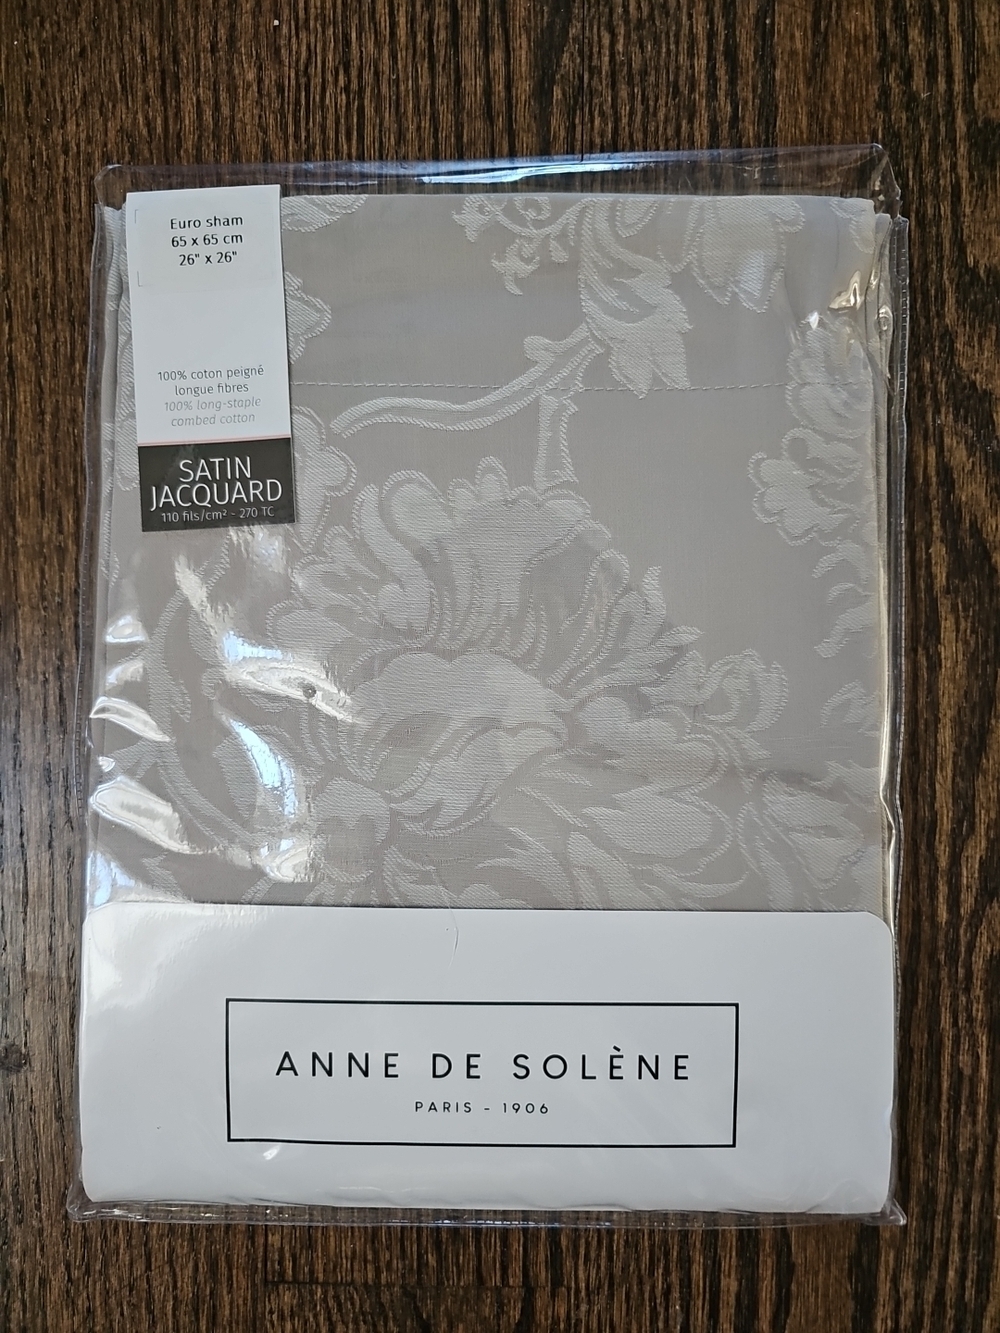 Euro sham
65 x 65 cm
26" x 26"
100% coton peigné
longue fibres
100% long-staple
combed cotton
SATIN
JACQUARD
110 fils/cm² - 270 TC
ANNE DE SOLÈNE
PARIS - 1906